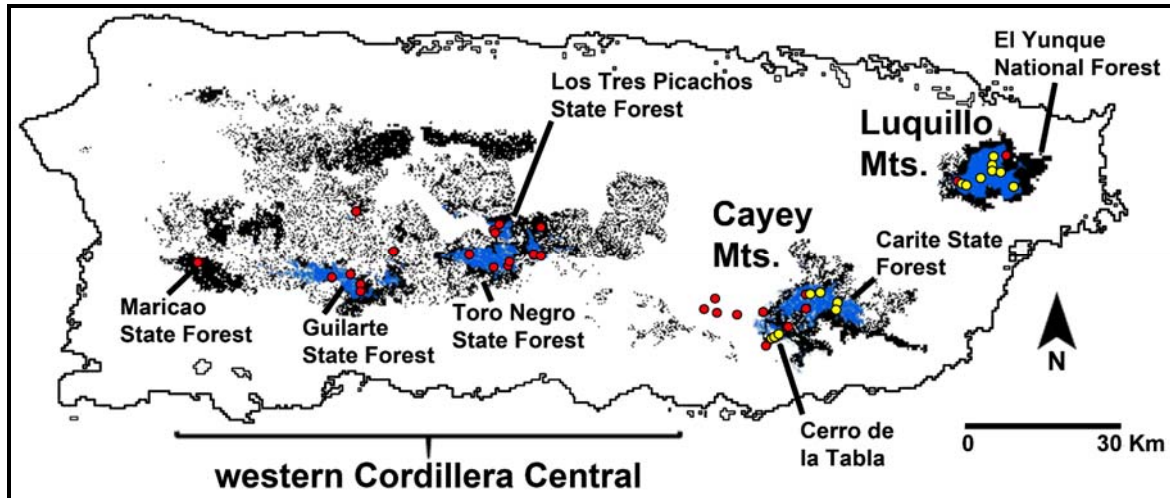 El Yunque
National Forest
Los Tres Picachos
State Forest
Luquillo
Mts.
Cayey
Mts.
Carite State
Forest
Maricao
State Forest
Guilarte
State Forest
Toro Negro
State Forest
N
Cerro de
la Tabla
0 30 Km
western Cordillera Central